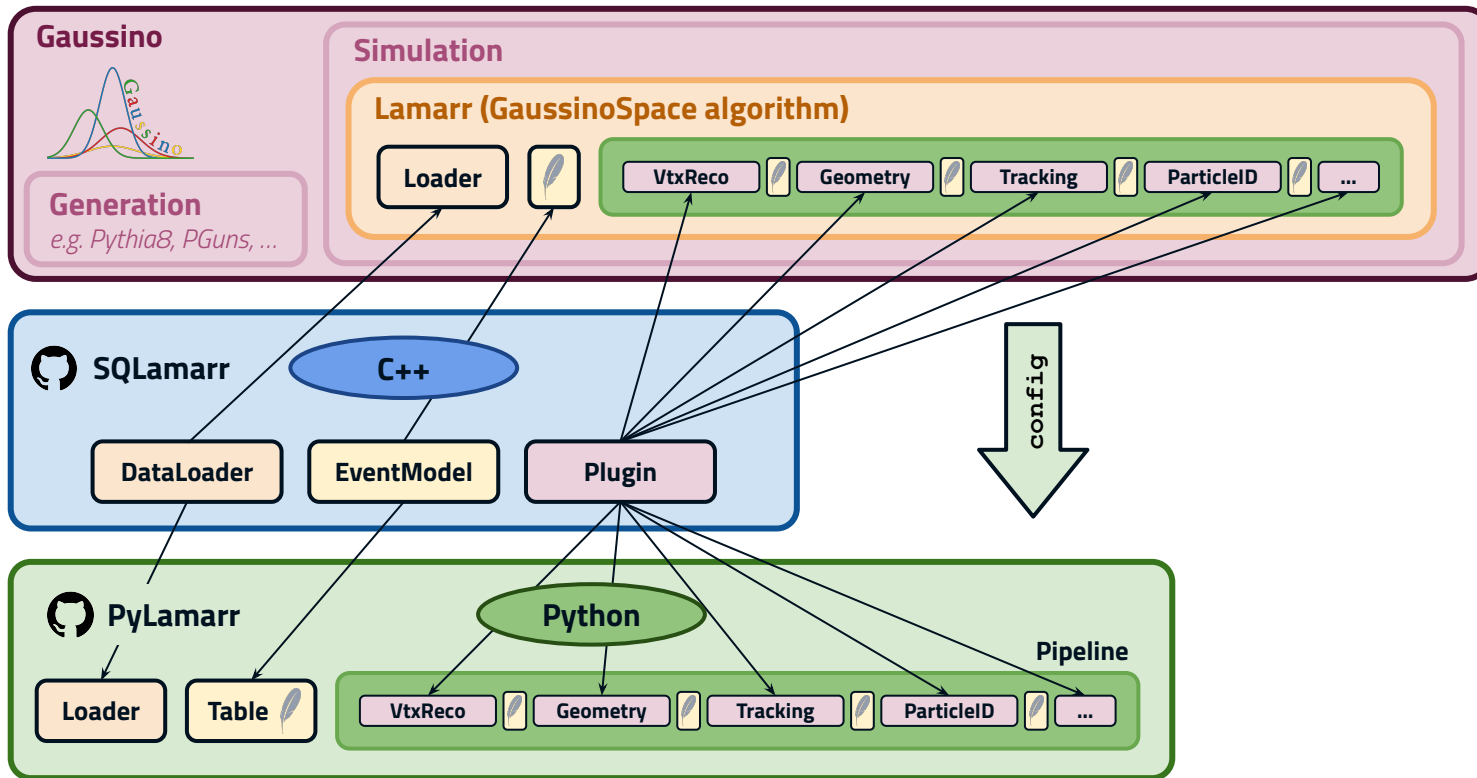 Gaussino
Gaussino
Generation
e.g. Pythia8, PGuns, ...
Simulation
Lamarr (GaussinoSpace algorithm)
Loader
VtxReco
Geometry
Tracking
ParticleID
...
SQLamarr
C++
DataLoader
EventModel
Plugin
config
PyLamarr
Python
Pipeline
Loader
Table
VtxReco
Geometry
Tracking
ParticleID
...